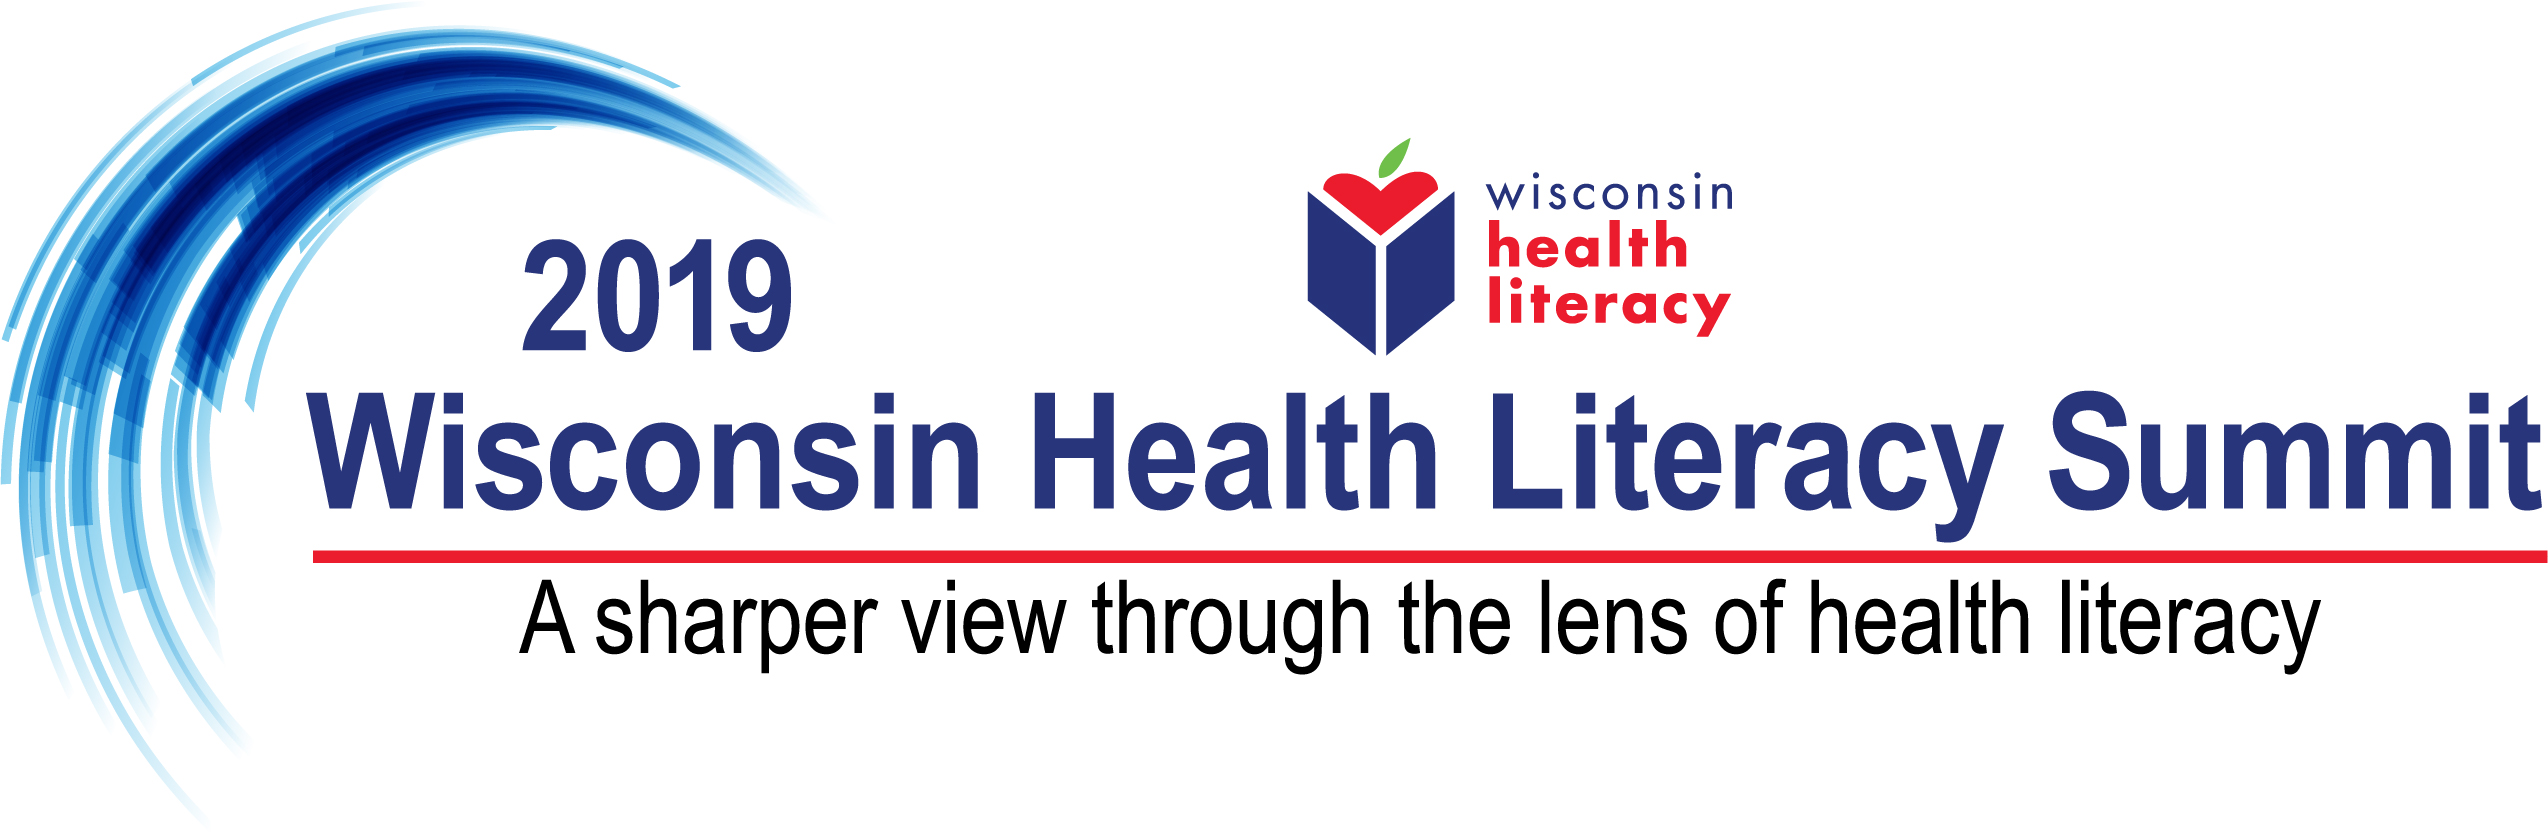 2019
wisconsin
health
literacy
Wisconsin Health Literacy Summit
A sharper view through the lens of health literacy